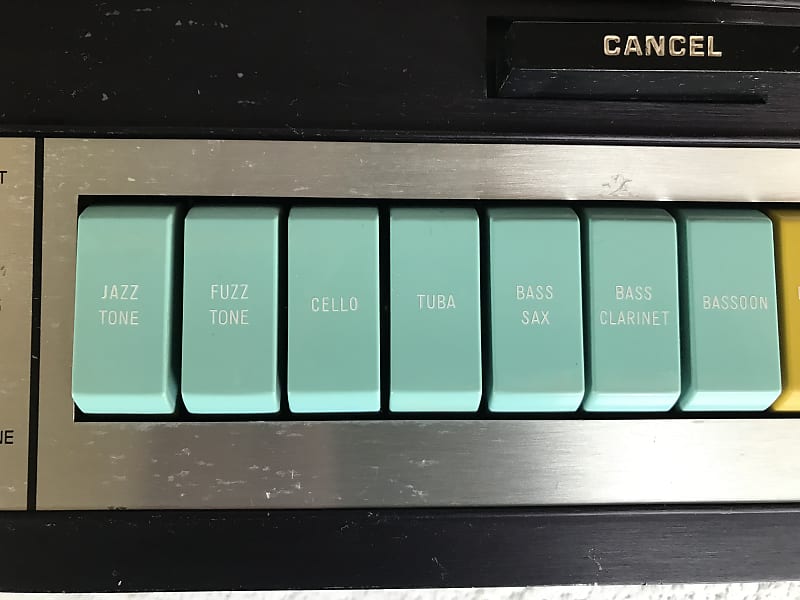 CANCEL
JAZZ
TONE
FUZZ
TONE
CELLO
TUBA
BASS
SAX
BASS
CLARINET
BASSOON